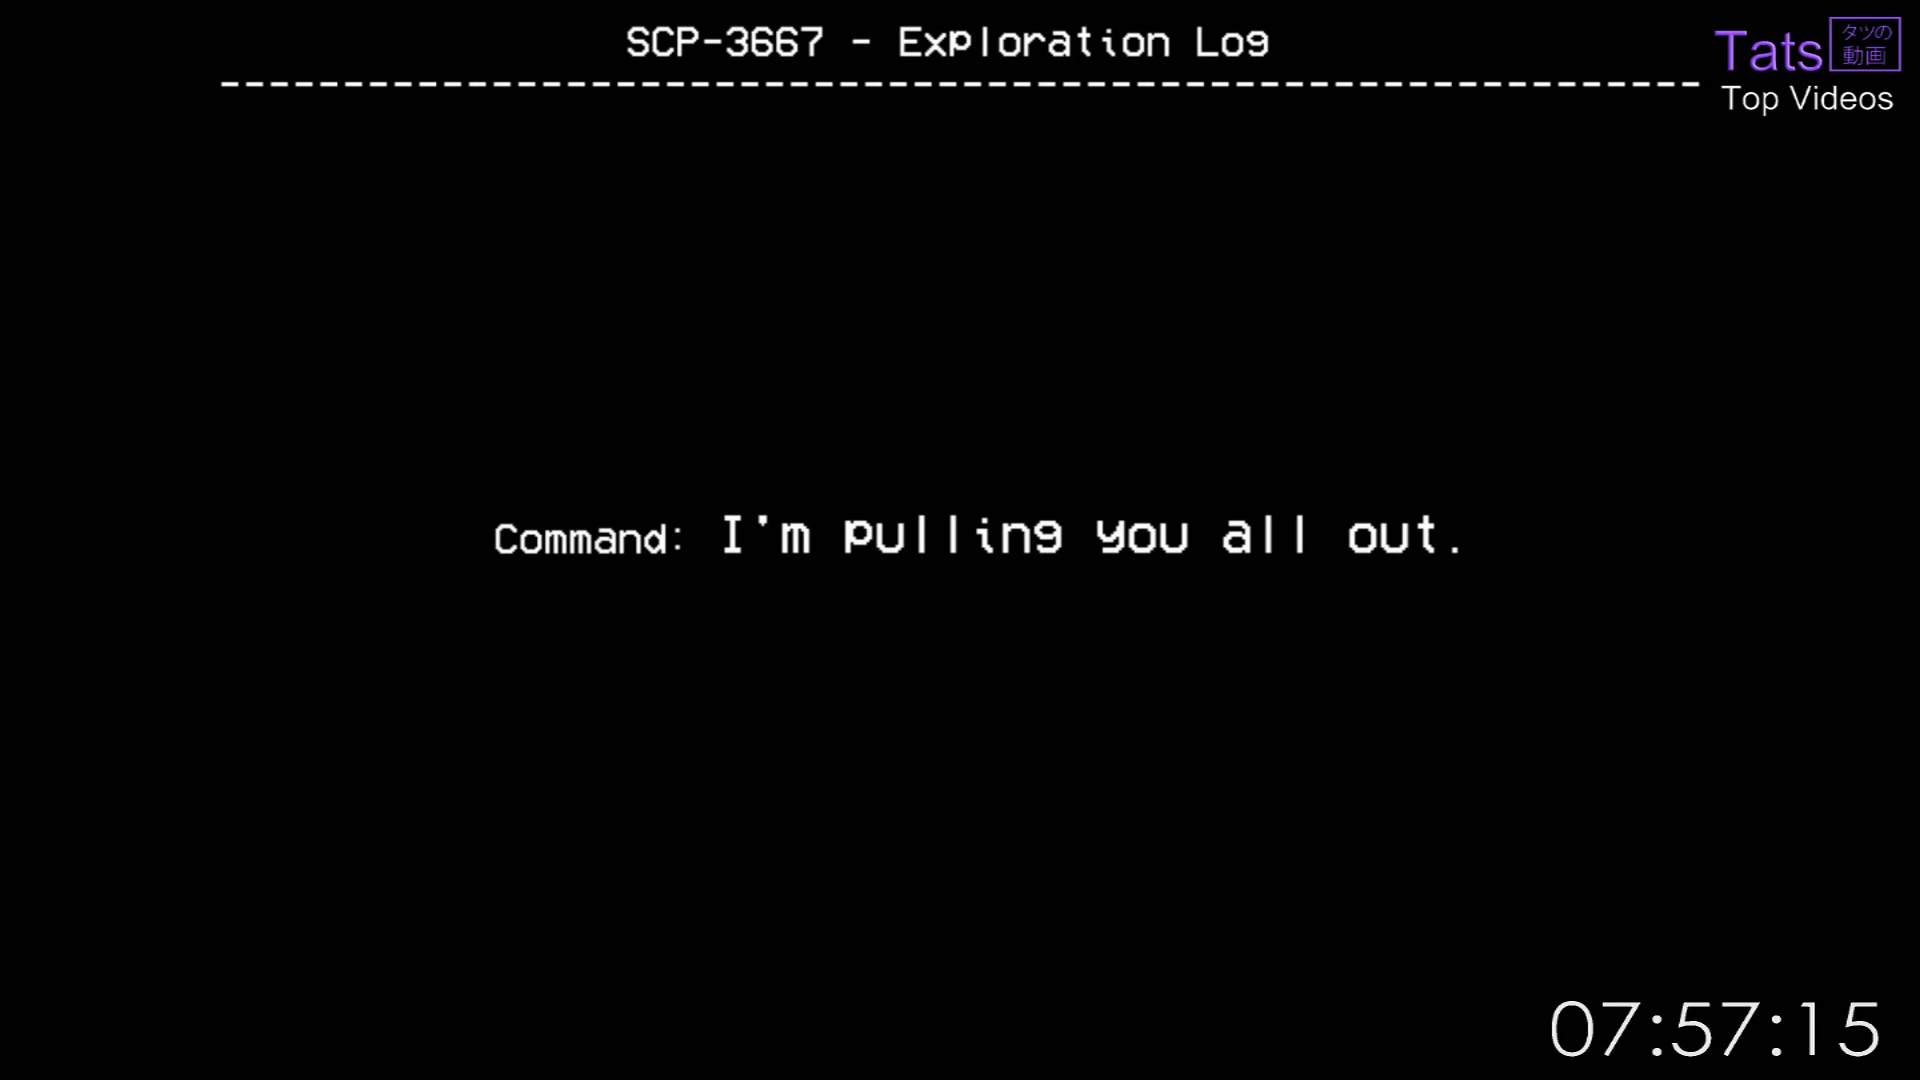 SCP-3667 - Exploration Log
Tats タツの動画
Top Videos
--------------------------------------------------------------
Command: I'm pulling you all out.
07:57:15